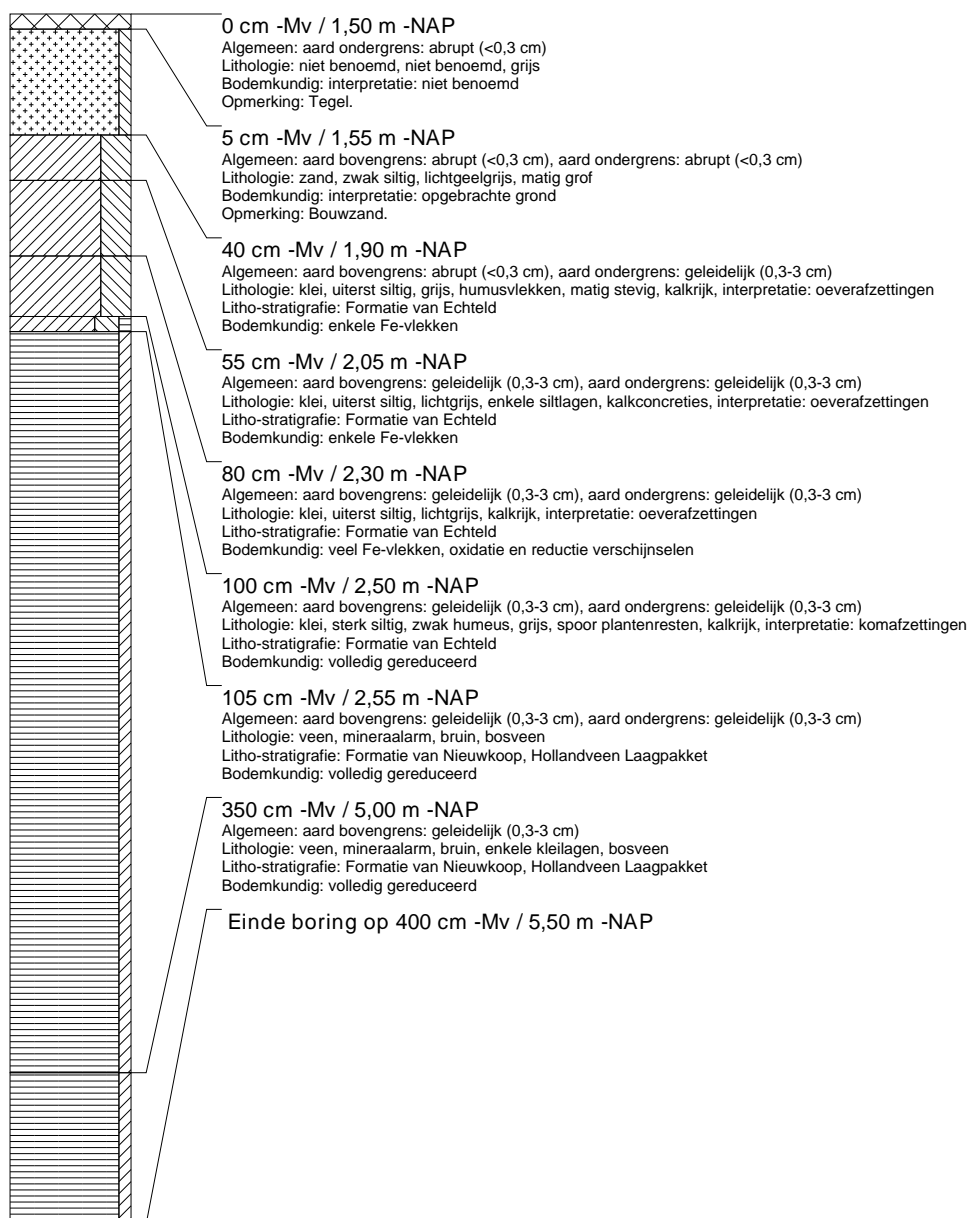 0 cm -Mv / 1,50 m -NAP
Algemeen: aard ondergrens: abrupt (<0,3 cm)
Lithologie: niet benoemd, niet benoemd, grijs
Bodemkundig: interpretatie: niet benoemd
Opmerking: Tegel.
5 cm -Mv / 1,55 m -NAP
Algemeen: aard bovengrens: abrupt (<0,3 cm), aard ondergrens: abrupt (<0,3 cm)
Lithologie: zand, zwak siltig, lichtgeelgrijs, matig grof
Bodemkundig: interpretatie: opgebrachte grond
Opmerking: Bouwzand.
40 cm -Mv / 1,90 m -NAP
Algemeen: aard bovengrens: abrupt (<0,3 cm), aard ondergrens: geleidelijk (0,3-3 cm)
Lithologie: klei, uiterst siltig, grijs, humusvlekken, matig stevig, kalkrijk, interpretatie: oeverafzettingen
Litho-stratigrafie: Formatie van Echteld
Bodemkundig: enkele Fe-vlekken
55 cm -Mv / 2,05 m -NAP
Algemeen: aard bovengrens: geleidelijk (0,3-3 cm), aard ondergrens: geleidelijk (0,3-3 cm)
Lithologie: klei, uiterst siltig, lichtgrijs, enkele siltlagen, kalkconcreties, interpretatie: oeverafzettingen
Litho-stratigrafie: Formatie van Echteld
Bodemkundig: enkele Fe-vlekken
80 cm -Mv / 2,30 m -NAP
Algemeen: aard bovengrens: geleidelijk (0,3-3 cm), aard ondergrens: geleidelijk (0,3-3 cm)
Lithologie: klei, uiterst siltig, lichtgrijs, kalkrijk, interpretatie: oeverafzettingen
Litho-stratigrafie: Formatie van Echteld
Bodemkundig: veel Fe-vlekken, oxidatie en reductie verschijnselen
100 cm -Mv / 2,50 m -NAP
Algemeen: aard bovengrens: geleidelijk (0,3-3 cm), aard ondergrens: geleidelijk (0,3-3 cm)
Lithologie: klei, sterk siltig, zwak humeus, grijs, spoor plantenresten, kalkrijk, interpretatie: komafzettingen
Litho-stratigrafie: Formatie van Echteld
Bodemkundig: volledig gereduceerd
105 cm -Mv / 2,55 m -NAP
Algemeen: aard bovengrens: geleidelijk (0,3-3 cm), aard ondergrens: geleidelijk (0,3-3 cm)
Lithologie: veen, mineraalarm, bruin, bosveen
Litho-stratigrafie: Formatie van Nieuwkoop, Hollandveen Laagpakket
Bodemkundig: volledig gereduceerd
350 cm -Mv / 5,00 m -NAP
Algemeen: aard bovengrens: geleidelijk (0,3-3 cm)
Lithologie: veen, mineraalarm, bruin, enkele kleilagen, bosveen
Litho-stratigrafie: Formatie van Nieuwkoop, Hollandveen Laagpakket
Bodemkundig: volledig gereduceerd
Einde boring op 400 cm -Mv / 5,50 m -NAP